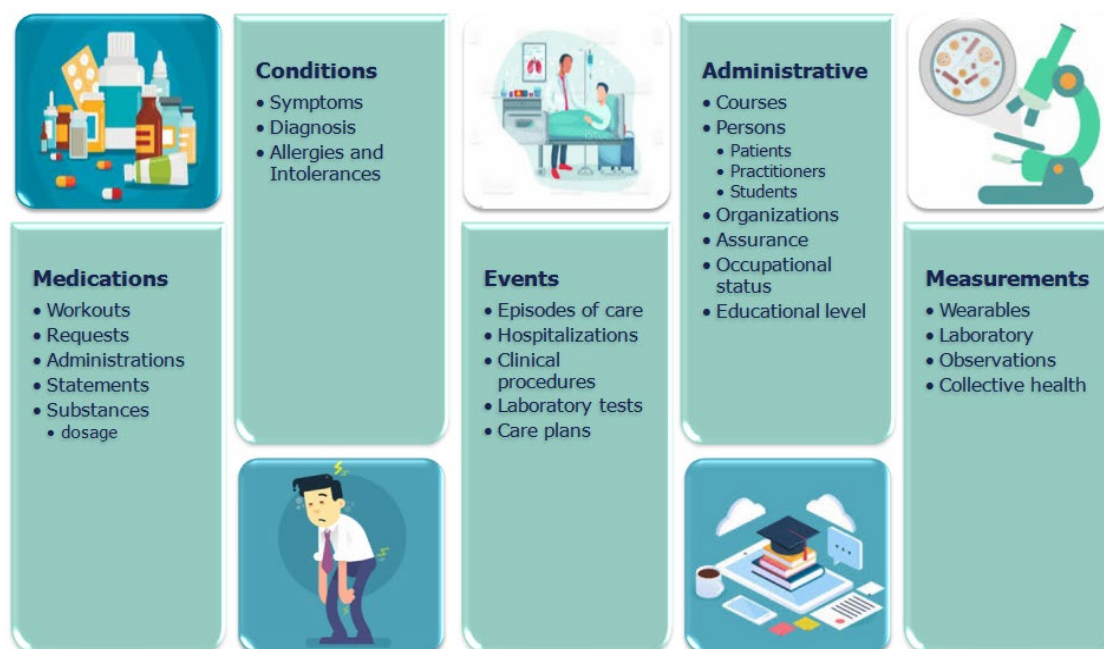 Medications
• Workouts
• Requests
• Administrations
• Statements
• Substances
• dosage
Conditions
• Symptoms
• Diagnosis
• Allergies and
Intolerances
Events
• Episodes of care
• Hospitalizations
• Clinical
procedures
• Laboratory tests
• Care plans
Administrative
• Courses
• Persons
• Patients
• Practitioners
• Students
• Organizations
• Assurance
• Occupational
status
• Educational level
Measurements
• Wearables
• Laboratory
• Observations
• Collective health